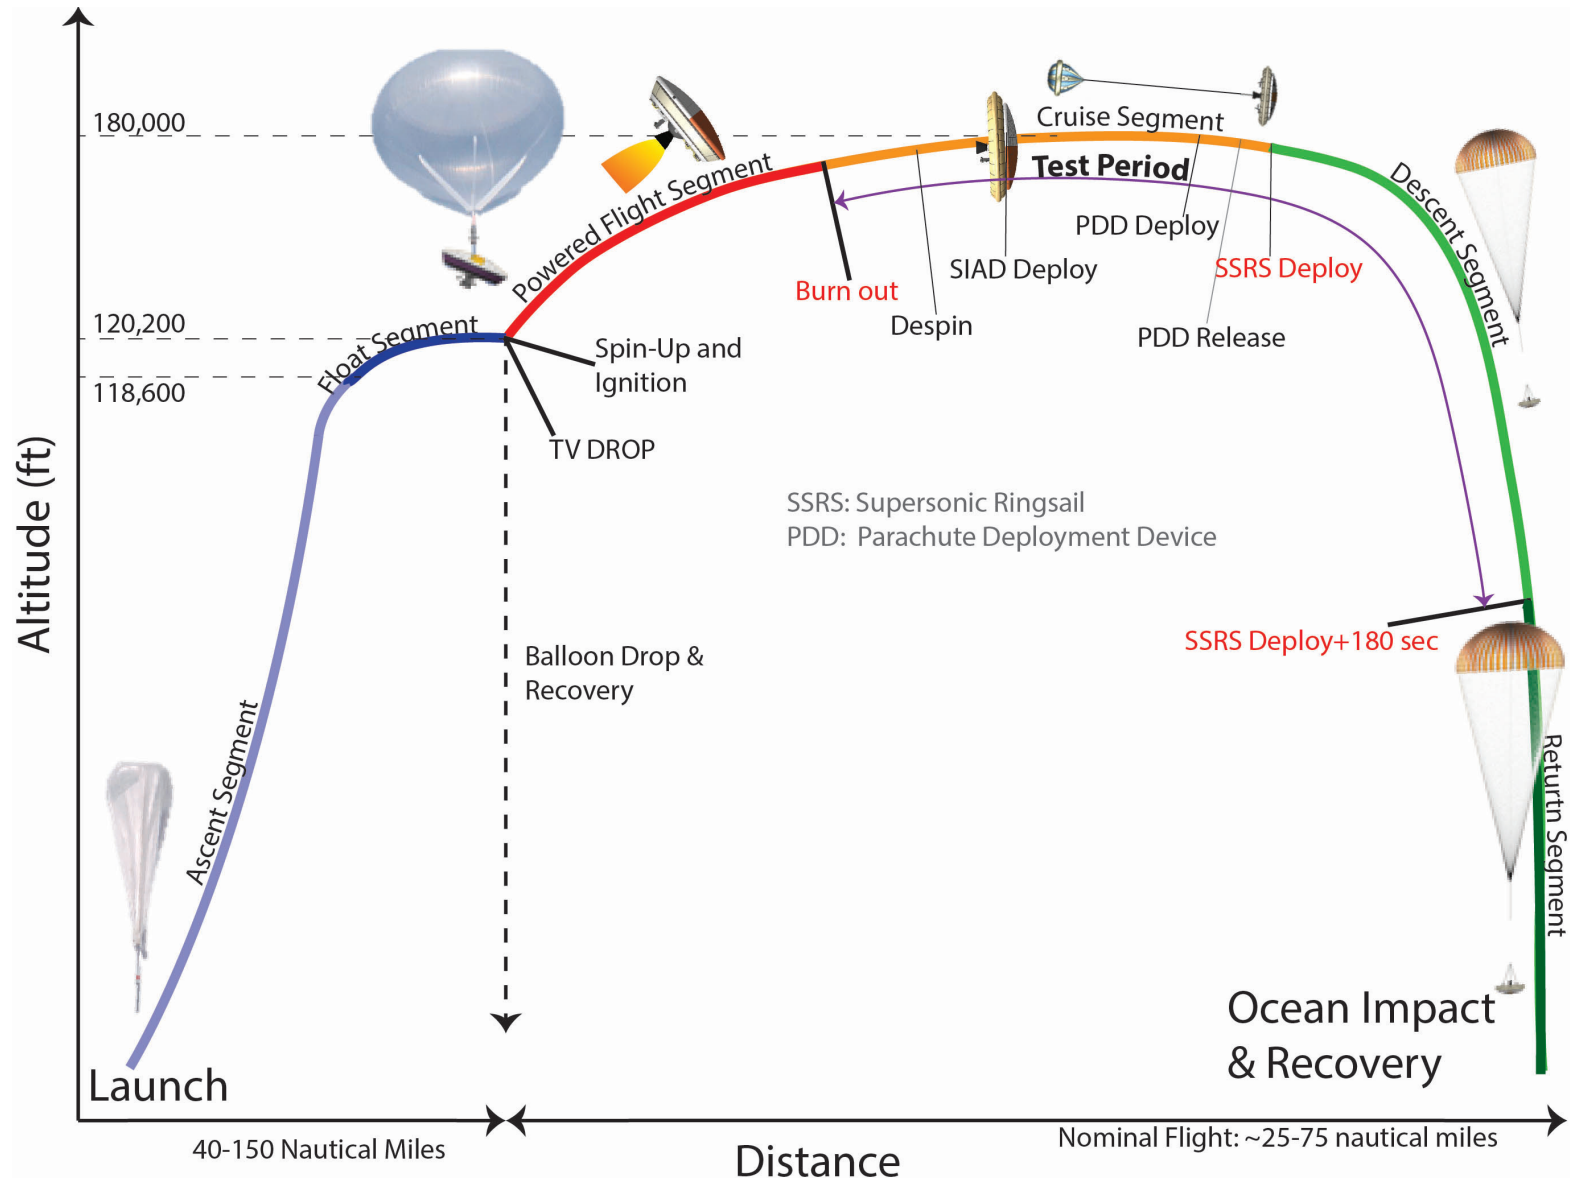 180,000
120,200
118,600
Altitude (ft)
Ascent Segment
Float Segment
Powered Flight Segment
Cruise Segment
Test Period
Descent Segment
Returtn Segment
Burn out
Despin
SIAD Deploy
PDD Deploy
PDD Release
SSRS Deploy
Spin-Up and
Ignition
TV DROP
SSRS: Supersonic Ringsail
PDD: Parachute Deployment Device
SSRS Deploy+180 sec
Balloon Drop &
Recovery
Ocean Impact
& Recovery
Launch
40-150 Nautical Miles
Distance
Nominal Flight: ~25-75 nautical miles